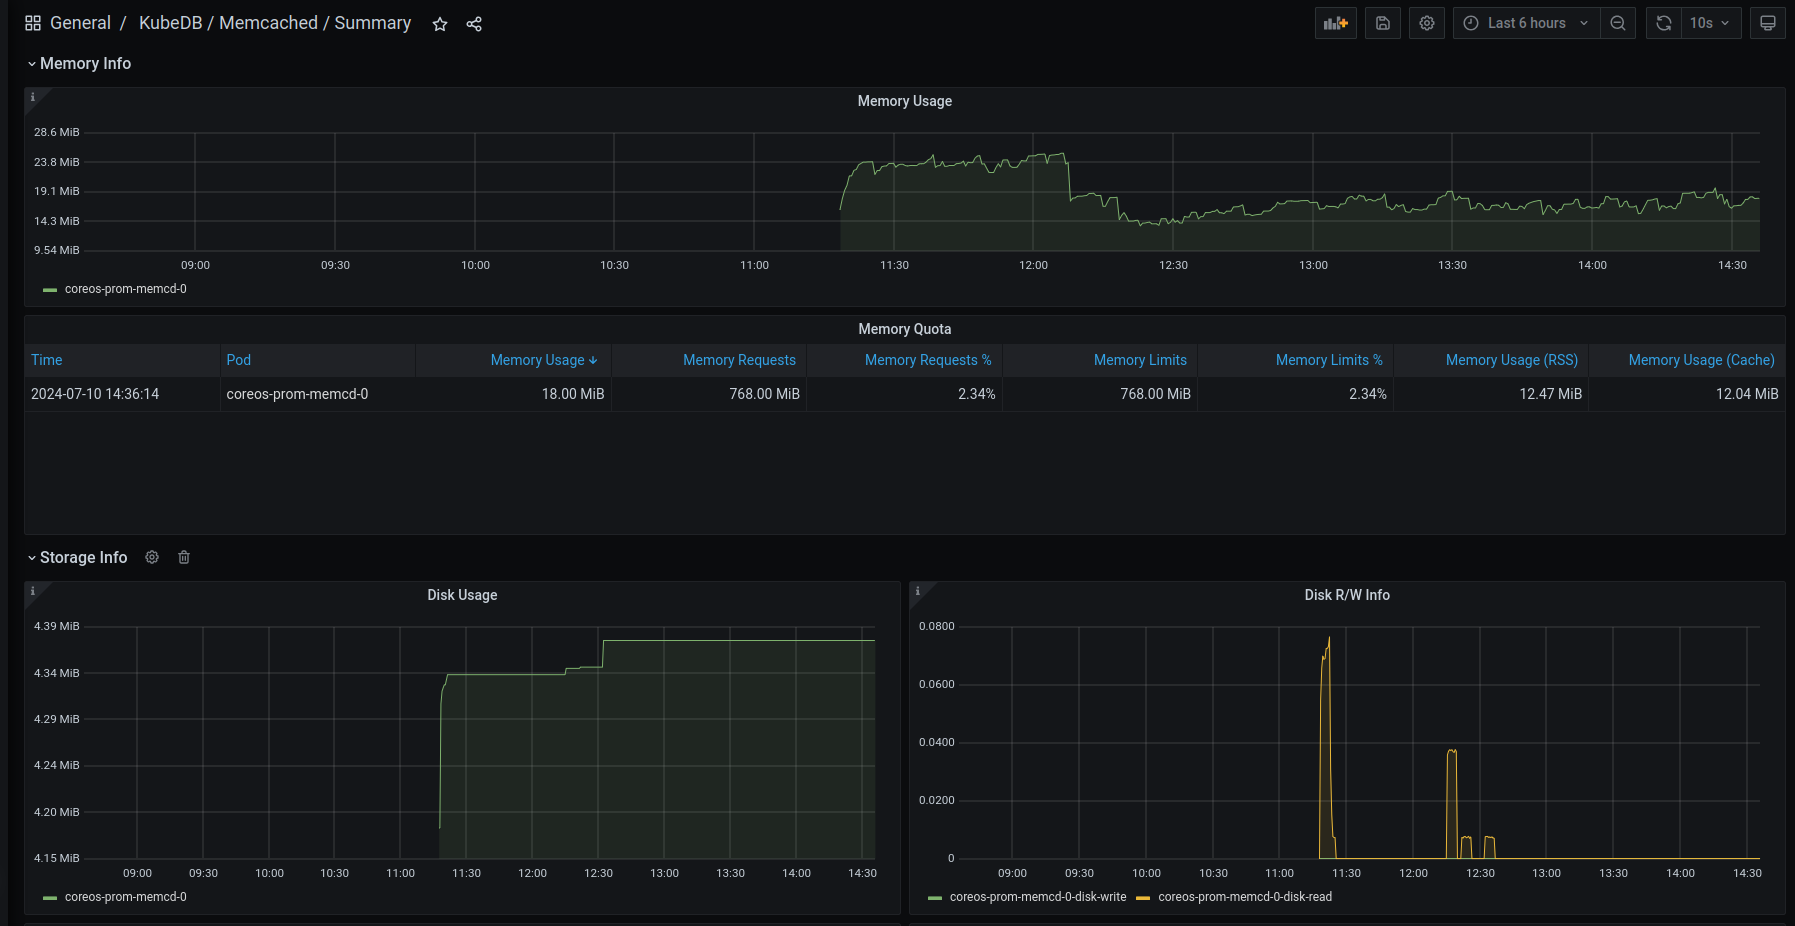 General / KubeDB / Memcached / Summary
Last 6 hours
10s
Memory Info
i
Memory Usage
28.6 MiB
23.8 MiB
19.1 MiB
14.3 MiB
9.54 MiB
09:00 09:30 10:00 10:30 11:00 11:30 12:00 12:30 13:00 13:30 14:00 14:30
coreos-prom-memcd-0
Memory Quota
Time Pod Memory Usage Memory Requests Memory Requests % Memory Limits Memory Limits % Memory Usage (RSS) Memory Usage (Cache)
2024-07-10 14:36:14 coreos-prom-memcd-0 18.00 MiB 768.00 MiB 2.34% 768.00 MiB 2.34% 12.47 MiB 12.04 MiB
Storage Info
i
Disk Usage
4.39 MiB
4.34 MiB
4.29 MiB
4.24 MiB
4.20 MiB
4.15 MiB
09:00 09:30 10:00 10:30 11:00 11:30 12:00 12:30 13:00 13:30 14:00 14:30
coreos-prom-memcd-0
i
Disk R/W Info
0.0800
0.0600
0.0400
0.0200
0
09:00 09:30 10:00 10:30 11:00 11:30 12:00 12:30 13:00 13:30 14:00 14:30
coreos-prom-memcd-0-disk-write coreos-prom-memcd-0-disk-read